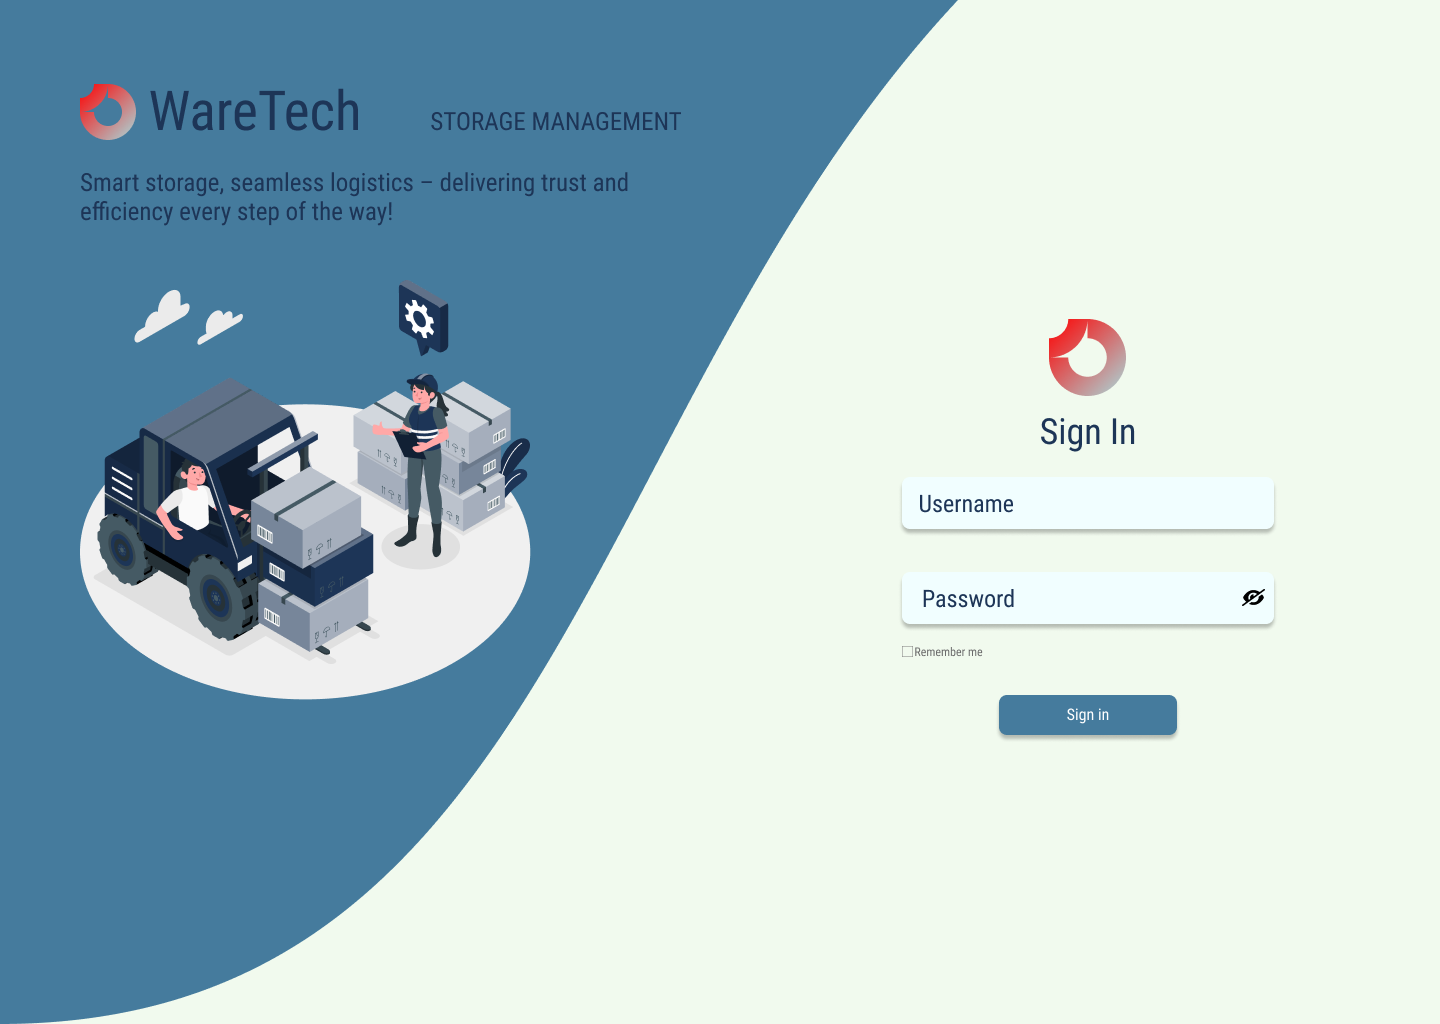 WareTech
STORAGE MANAGEMENT
Smart storage, seamless logistics – delivering trust and
efficiency every step of the way!
Sign In
Username
Password
Remember me
Sign in